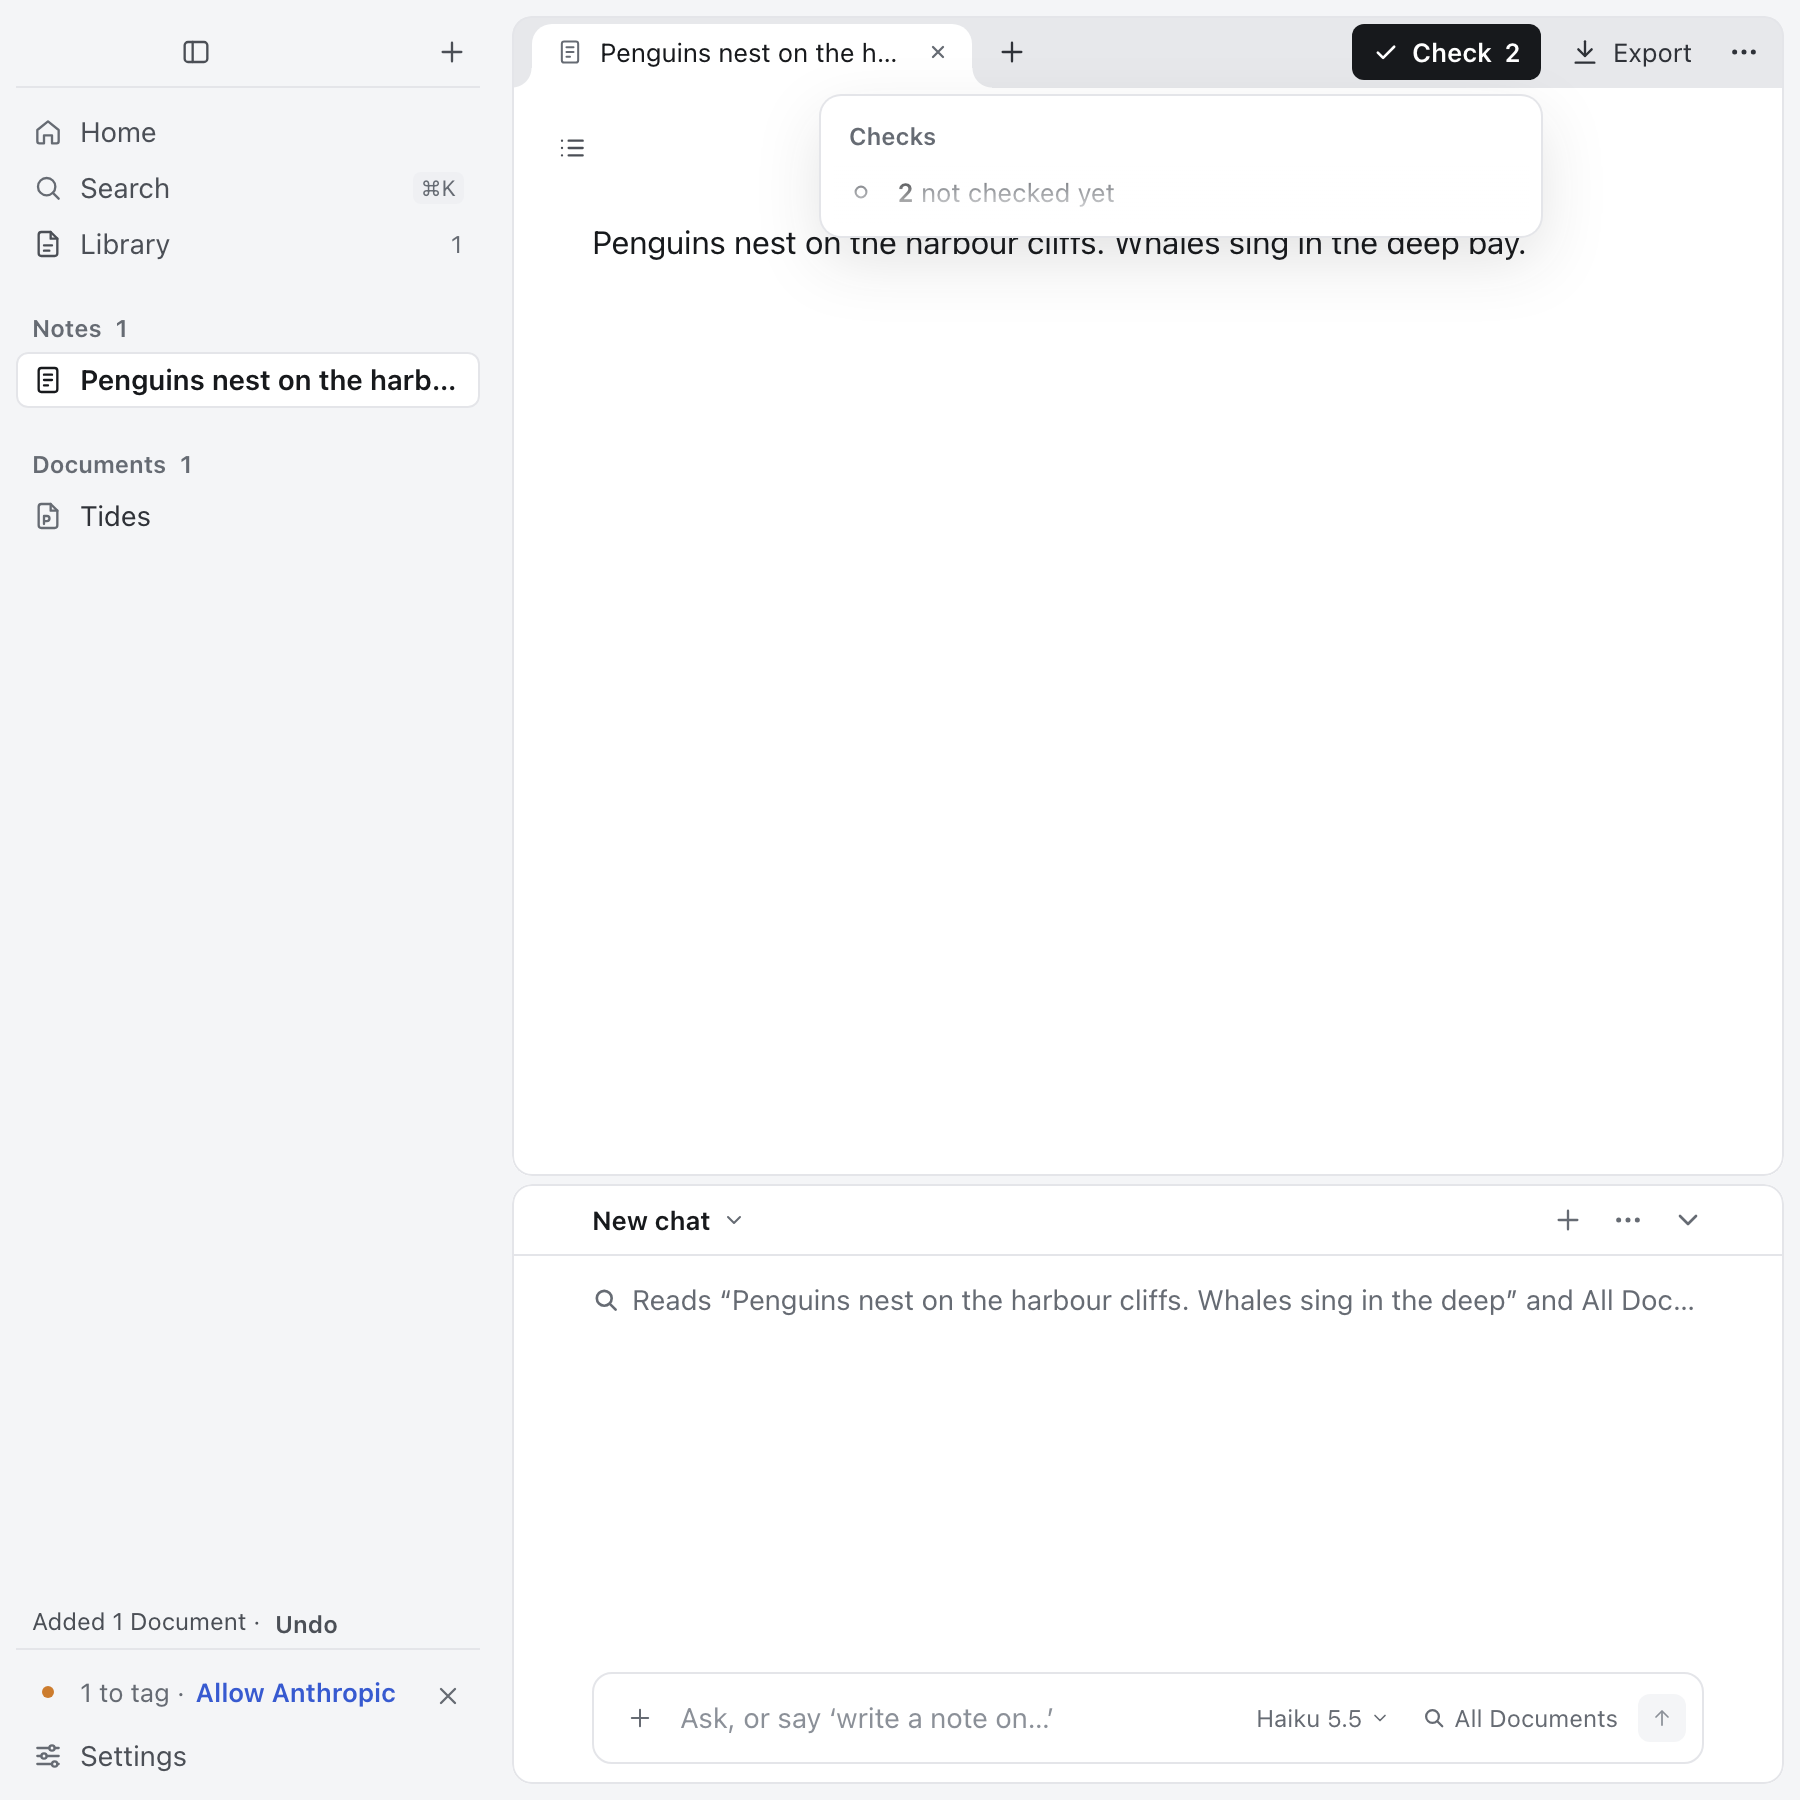 Penguins nest on the h...
Check 2
Export
Home
Search
⌘K
Library
1
Notes 1
Penguins nest on the harb...
Documents 1
Tides
Checks
2 not checked yet
Penguins nest on the harbour cliffs. Whales sing in the deep bay.
New chat
Reads “Penguins nest on the harbour cliffs. Whales sing in the deep” and All Doc...
Added 1 Document · Undo
1 to tag · Allow Anthropic
Settings
Ask, or say ‘write a note on...’
Haiku 5.5
All Documents